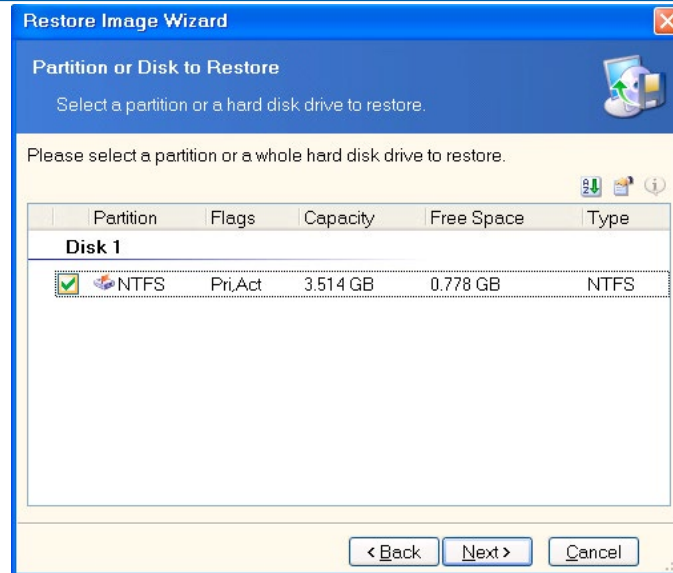 Restore Image Wizard
Partition or Disk to Restore
Select a partition or a hard disk drive to restore.
Please select a partition or a whole hard disk drive to restore.
Partition Flags Capacity Free Space Type
Disk 1
NTFS Pri,Act 3.514 GB 0.778 GB NTFS
< Back Next > Cancel